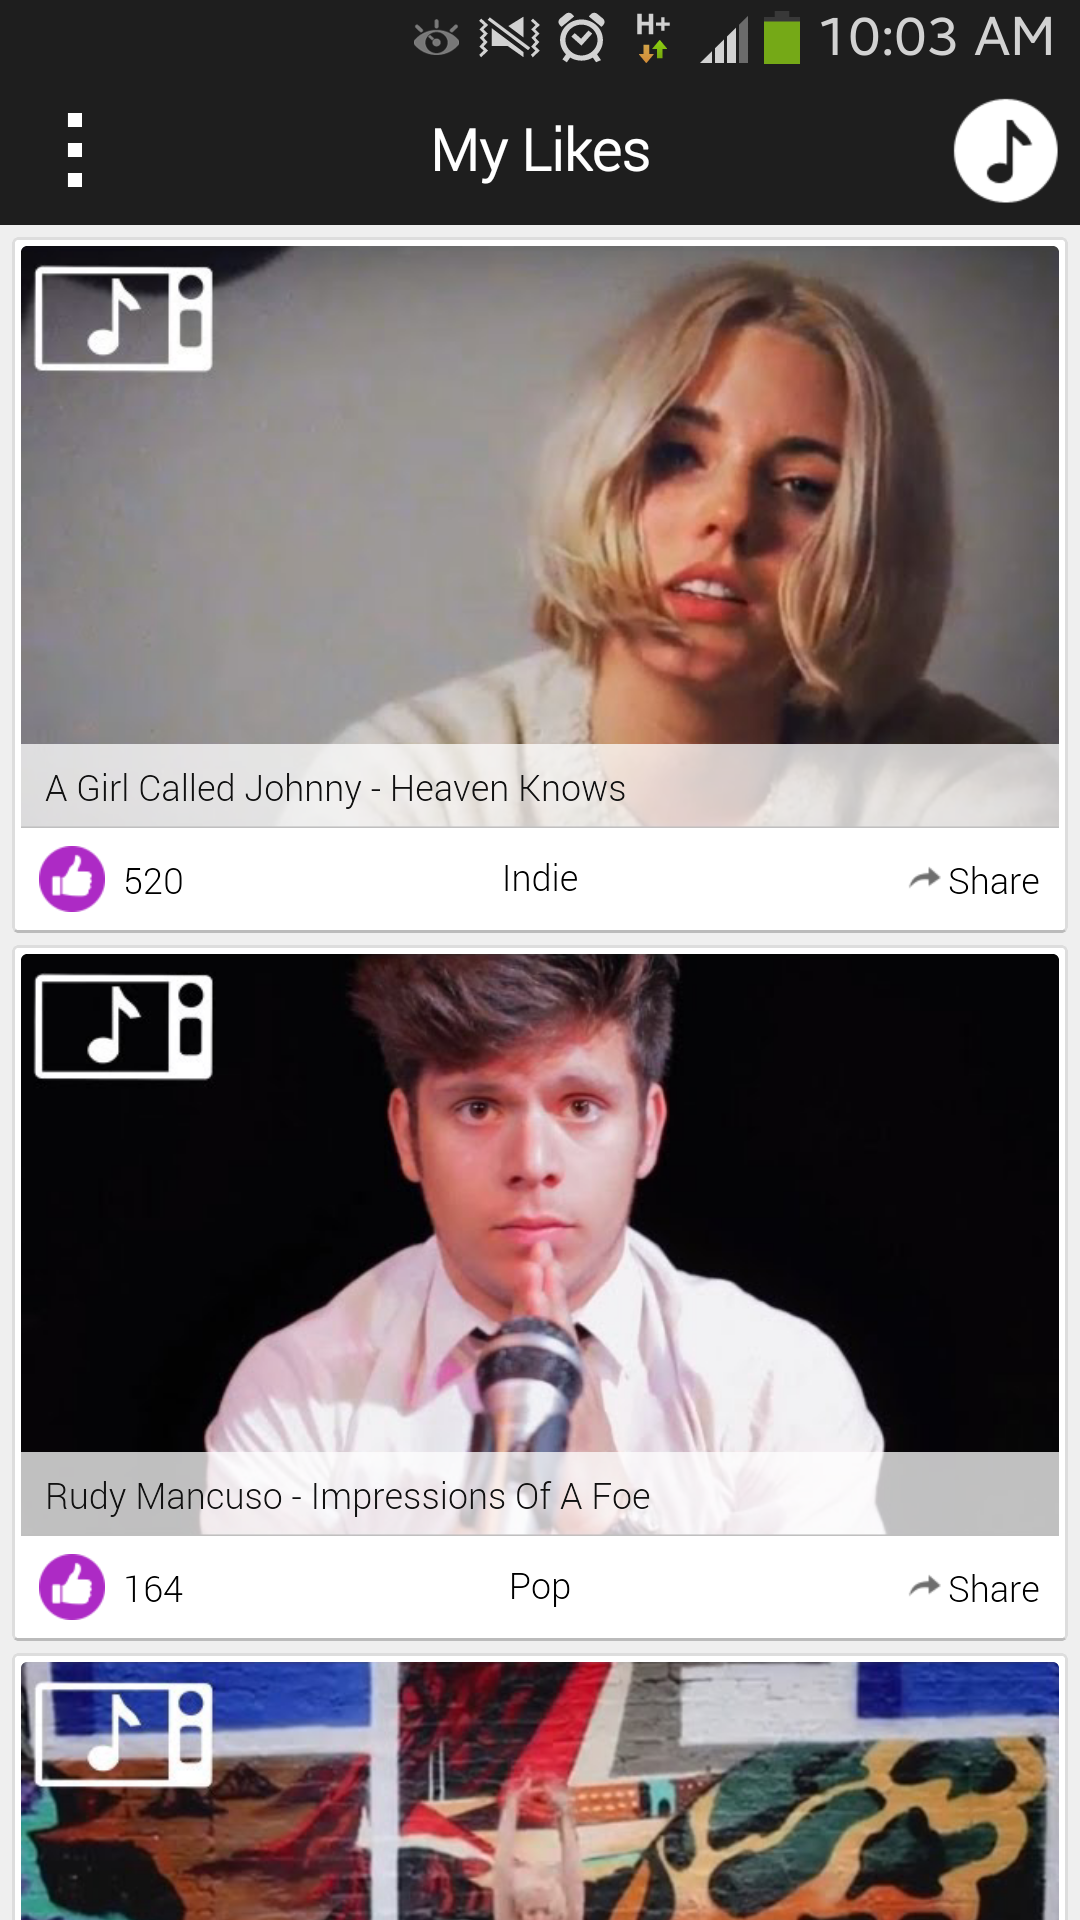 H+ 10:03 AM
My Likes
A Girl Called Johnny - Heaven Knows
520 Indie Share
Rudy Mancuso - Impressions Of A Foe
164 Pop Share